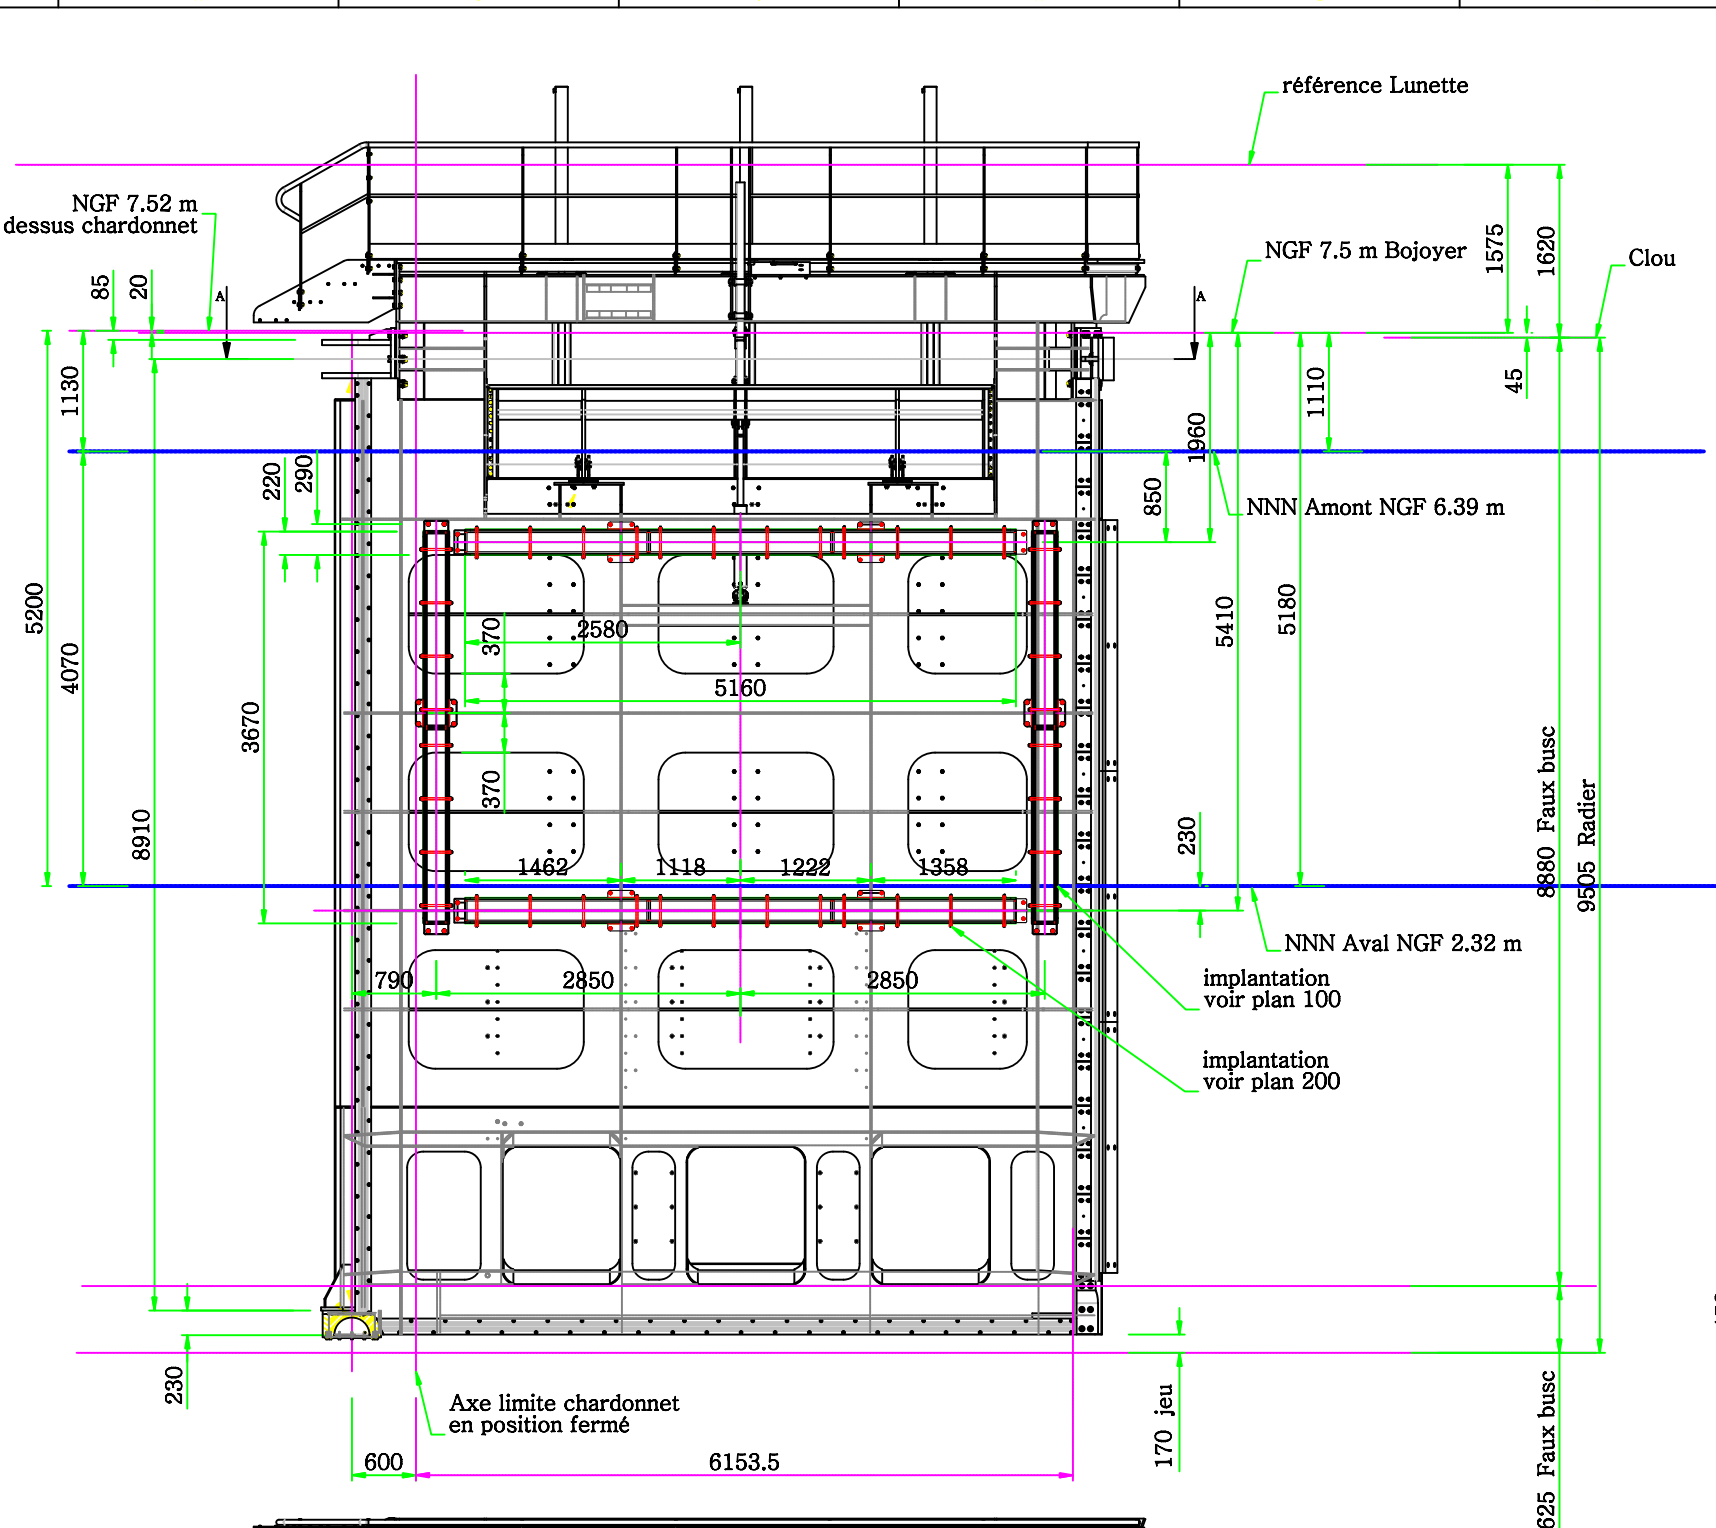 référence Lunette
NGF 7.52 m
dessus chardonnet
NGF 7.5 m Bojoyer
Clou
1575
1620
85
20
A
A
1130
1110
45
1960
220
290
850
NNN Amont NGF 6.39 m
5200
4070
3670
370
2580
5160
5410
5180
370
8910
1462
1118
1222
1358
230
8880 Faux busc
9505 Radier
NNN Aval NGF 2.32 m
790
2850
2850
implantation
voir plan 100
implantation
voir plan 200
230
Axe limite chardonnet
en position fermé
170 jeu
625 Faux busc
600
6153.5